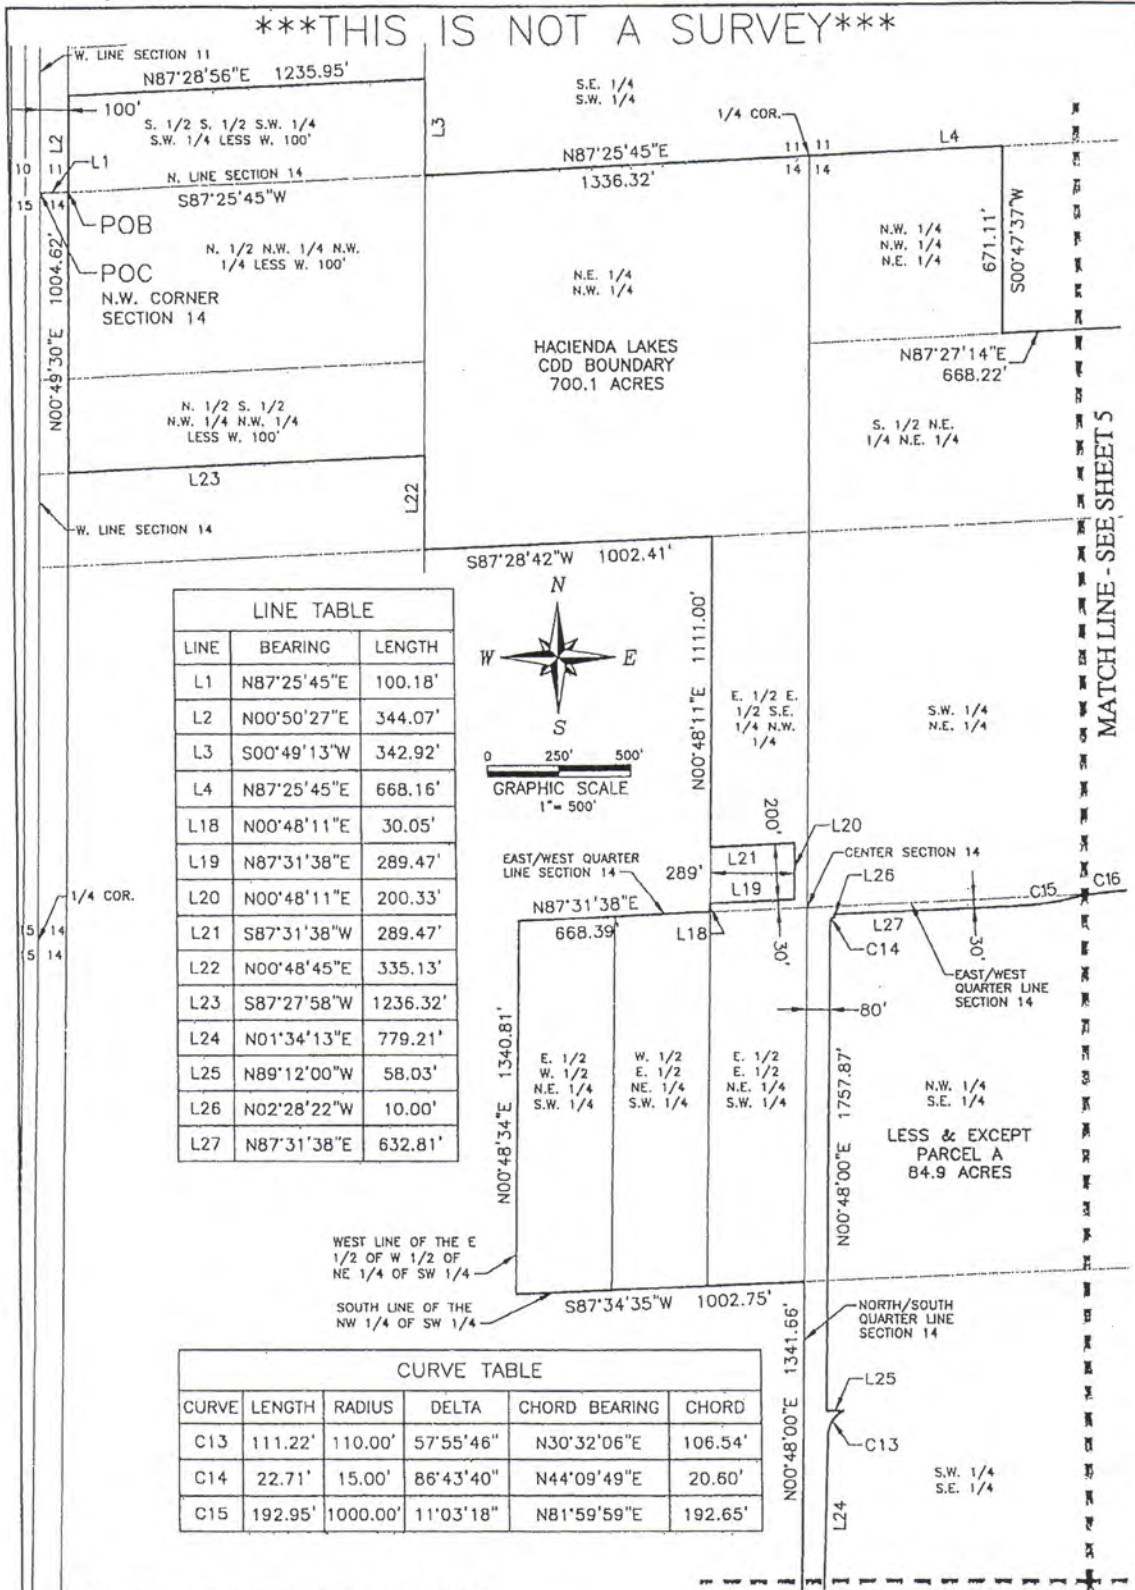 ***THIS IS NOT A SURVEY***
W. LINE SECTION 11
N87°28'56"E 1235.95'
100'
S. 1/2 S. 1/2 S.W. 1/4
S.W. 1/4 LESS W. 100'
L2
L3
S.E. 1/4
S.W. 1/4
1/4 COR.
L4
N87°25'45"E
1336.32'
11 11
14 14
10 11
15 14
L1
N. LINE SECTION 14
S87°25'45"W
POB
POC
N.W. CORNER
SECTION 14
N. 1/2 N.W. 1/4 N.W.
1/4 LESS W. 100'
N00°49'30"E 1004.62'
N.E. 1/4
N.W. 1/4
N.W. 1/4
N.W. 1/4
N.E. 1/4
671.11'
S00°47'37"W
HACIENDA LAKES
CDD BOUNDARY
700.1 ACRES
N87°27'14"E
668.22'
N. 1/2 S. 1/2
N.W. 1/4 N.W. 1/4
LESS W. 100'
S. 1/2 N.E.
1/4 N.E. 1/4
MATCH LINE - SEE SHEET 5
L23
L22
W. LINE SECTION 14
S87°28'42"W 1002.41'
LINE TABLE
LINE BEARING LENGTH
L1 N87°25'45"E 100.18'
L2 N00°50'27"E 344.07'
L3 S00°49'13"W 342.92'
L4 N87°25'45"E 668.16'
L18 N00°48'11"E 30.05'
L19 N87°31'38"E 289.47'
L20 N00°48'11"E 200.33'
L21 S87°31'38"W 289.47'
L22 N00°48'45"E 335.13'
L23 S87°27'58"W 1236.32'
L24 N01°34'13"E 779.21'
L25 N89°12'00"W 58.03'
L26 N02°28'22"W 10.00'
L27 N87°31'38"E 632.81'
N
W E
S
0 250' 500'
GRAPHIC SCALE
1"= 500'
N00°48'11"E 1111.00'
E. 1/2 E.
1/2 S.E.
1/4 N.W.
1/4
S.W. 1/4
N.E. 1/4
200'
L20
L21
289'
L19
CENTER SECTION 14
L26
C15
C16
EAST/WEST QUARTER
LINE SECTION 14
N87°31'38"E
668.39'
L18
30'
L27
C14
30'
EAST/WEST
QUARTER LINE
SECTION 14
80'
1/4 COR.
15 14
15 14
N00°48'34"E 1340.81'
E. 1/2
W. 1/2
N.E. 1/4
S.W. 1/4
W. 1/2
E. 1/2
NE. 1/4
S.W. 1/4
E. 1/2
E. 1/2
N.E. 1/4
S.W. 1/4
N00°48'00"E 1757.87'
N.W. 1/4
S.E. 1/4
LESS & EXCEPT
PARCEL A
84.9 ACRES
WEST LINE OF THE E
1/2 OF W 1/2 OF
NE 1/4 OF SW 1/4
SOUTH LINE OF THE
NW 1/4 OF SW 1/4
S87°34'35"W 1002.75'
N00°48'00"E 1341.66'
NORTH/SOUTH
QUARTER LINE
SECTION 14
L25
C13
L24
S.W. 1/4
S.E. 1/4
CURVE TABLE
CURVE LENGTH RADIUS DELTA CHORD BEARING CHORD
C13 111.22' 110.00' 57°55'46" N30°32'06"E 106.54'
C14 22.71' 15.00' 86°43'40" N44°09'49"E 20.60'
C15 192.95' 1000.00' 11°03'18" N81°59'59"E 192.65'